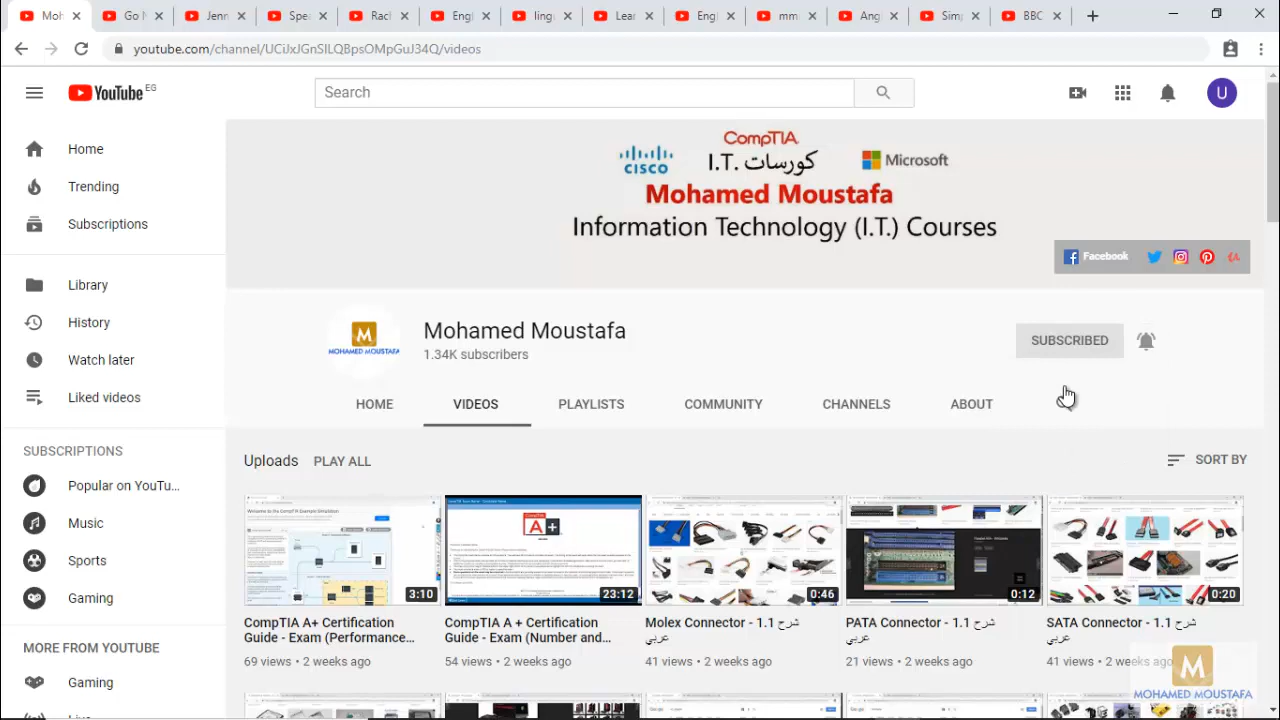 Moh
Go N
Jenn
Spee
Rach
Engl
ling
Lear
Engl
mm
Ang
Simp
BBC
youtube.com/channel/UCiJxJGnSlLQBpsOMpGuJ34Q/videos
YouTube EG
Search
U
Home
Trending
Subscriptions
Library
History
Watch later
Liked videos
SUBSCRIPTIONS
Popular on YouTu...
Music
Sports
Gaming
MORE FROM YOUTUBE
Gaming
CompTIA
CISCO
كورسات I.T.
Microsoft
Mohamed Moustafa
Information Technology (I.T.) Courses
Facebook
M
MOHAMED MOUSTAFA
Mohamed Moustafa
1.34K subscribers
SUBSCRIBED
HOME
VIDEOS
PLAYLISTS
COMMUNITY
CHANNELS
ABOUT
Uploads
PLAY ALL
SORT BY
3:10
CompTIA A+
23:12
0:46
0:12
0:20
CompTIA A+ Certification
Guide - Exam (Performance...
69 views • 2 weeks ago
CompTIA A + Certification
Guide - Exam (Number and...
54 views • 2 weeks ago
Molex Connector - 1.1 شرح
عربي
41 views • 2 weeks ago
PATA Connector - 1.1 شرح
عربي
21 views • 2 weeks ago
SATA Connector - 1.1 شرح
عربي
41 views • 2 weeks ago
M
MOHAMED MOUSTAFA